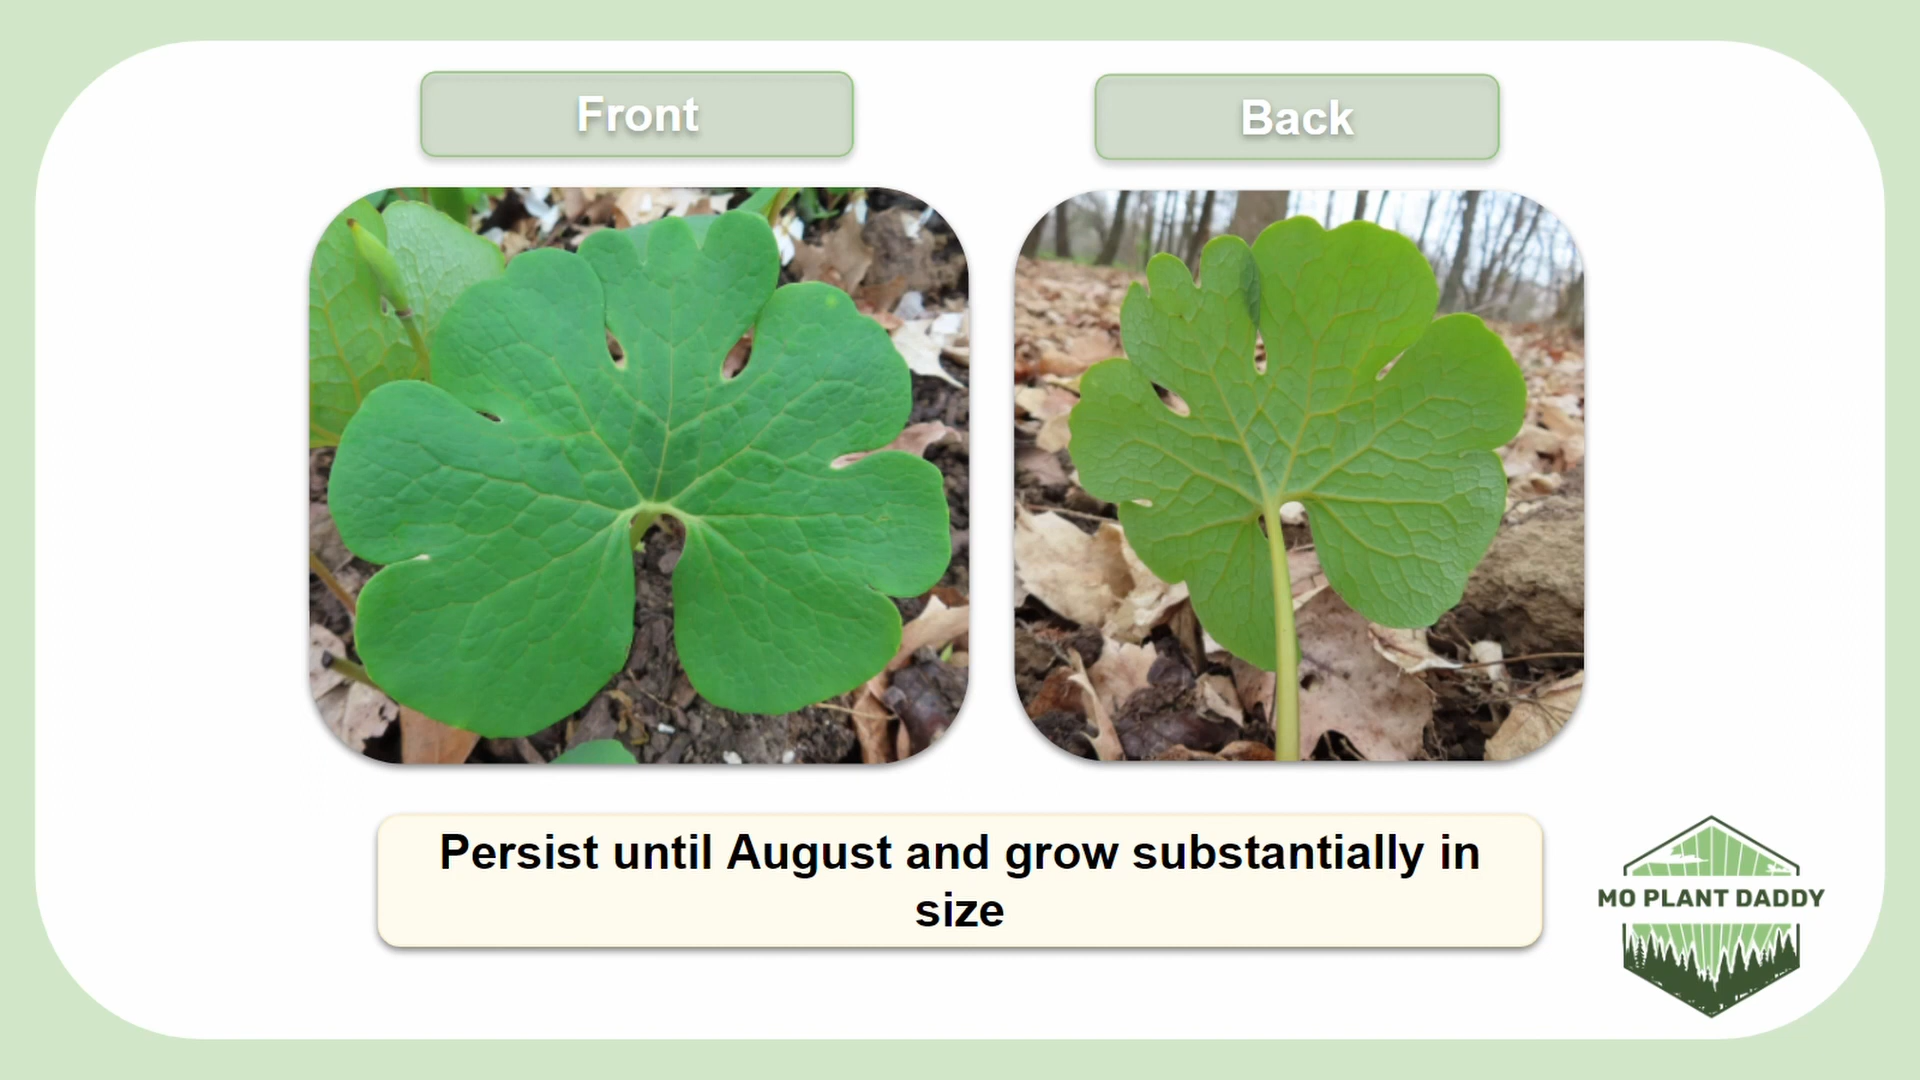 Front
Back
Persist until August and grow substantially in
size
MO PLANT DADDY